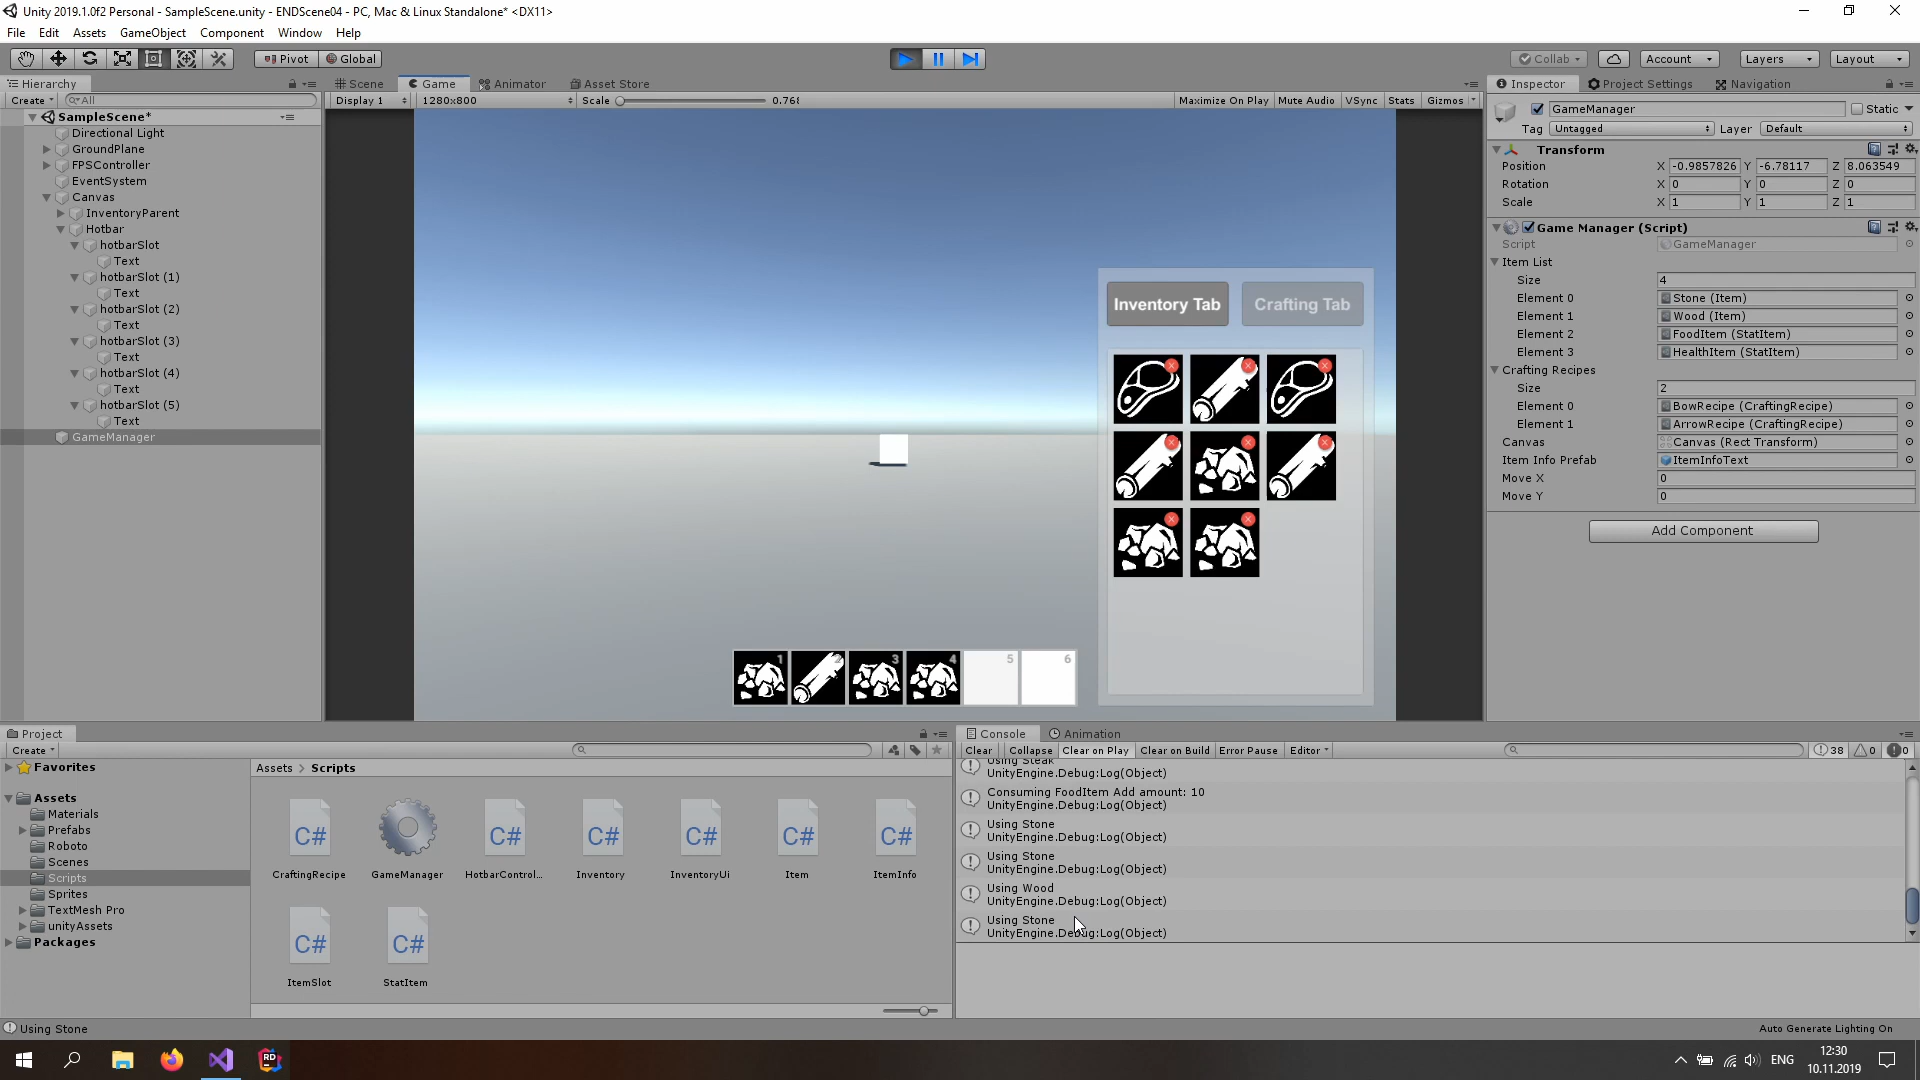 Unity 2019.1.0f2 Personal - SampleScene.unity - ENDScene04 - PC, Mac & Linux Standalone* <DX11>
File Edit Assets GameObject Component Window Help
Pivot Global Collab Account Layers Layout
Hierarchy
Create All
SampleScene*
Directional Light
GroundPlane
FPSController
EventSystem
Canvas
InventoryParent
Hotbar
hotbarSlot
Text
hotbarSlot (1)
Text
hotbarSlot (2)
Text
hotbarSlot (3)
Text
hotbarSlot (4)
Text
hotbarSlot (5)
Text
GameManager
Scene Game Animator Asset Store
Display 1 1280x800 Scale 0.768 Maximize On Play Mute Audio VSync Stats Gizmos
Inventory Tab Crafting Tab
1 2 3 4 5 6
Inspector Project Settings Navigation
GameManager Static
Tag Untagged Layer Default
Transform
Position X -0.9857826 Y -6.78117 Z 8.063549
Rotation X 0 Y 0 Z 0
Scale X 1 Y 1 Z 1
Game Manager (Script)
Script GameManager
Item List
Size 4
Element 0 Stone (Item)
Element 1 Wood (Item)
Element 2 FoodItem (StatItem)
Element 3 HealthItem (StatItem)
Crafting Recipes
Size 2
Element 0 BowRecipe (CraftingRecipe)
Element 1 ArrowRecipe (CraftingRecipe)
Canvas Canvas (Rect Transform)
Item Info Prefab ItemInfoText
Move X 0
Move Y 0
Add Component
Project
Create
Favorites
Assets
Materials
Prefabs
Roboto
Scenes
Scripts
Sprites
TextMesh Pro
unityAssets
Packages
Assets Scripts
C# C# C# C# C# C#
CraftingRecipe GameManager HotbarControl... Inventory InventoryUi Item ItemInfo
C# C#
ItemSlot StatItem
Console Animation
Clear Collapse Clear on Play Clear on Build Error Pause Editor 38 0 0
Using Steak
UnityEngine.Debug:Log(Object)
Consuming FoodItem Add amount: 10
UnityEngine.Debug:Log(Object)
Using Stone
UnityEngine.Debug:Log(Object)
Using Stone
UnityEngine.Debug:Log(Object)
Using Wood
UnityEngine.Debug:Log(Object)
Using Stone
UnityEngine.Debug:Log(Object)
Using Stone
Auto Generate Lighting On
RD
ENG
12:30
10.11.2019